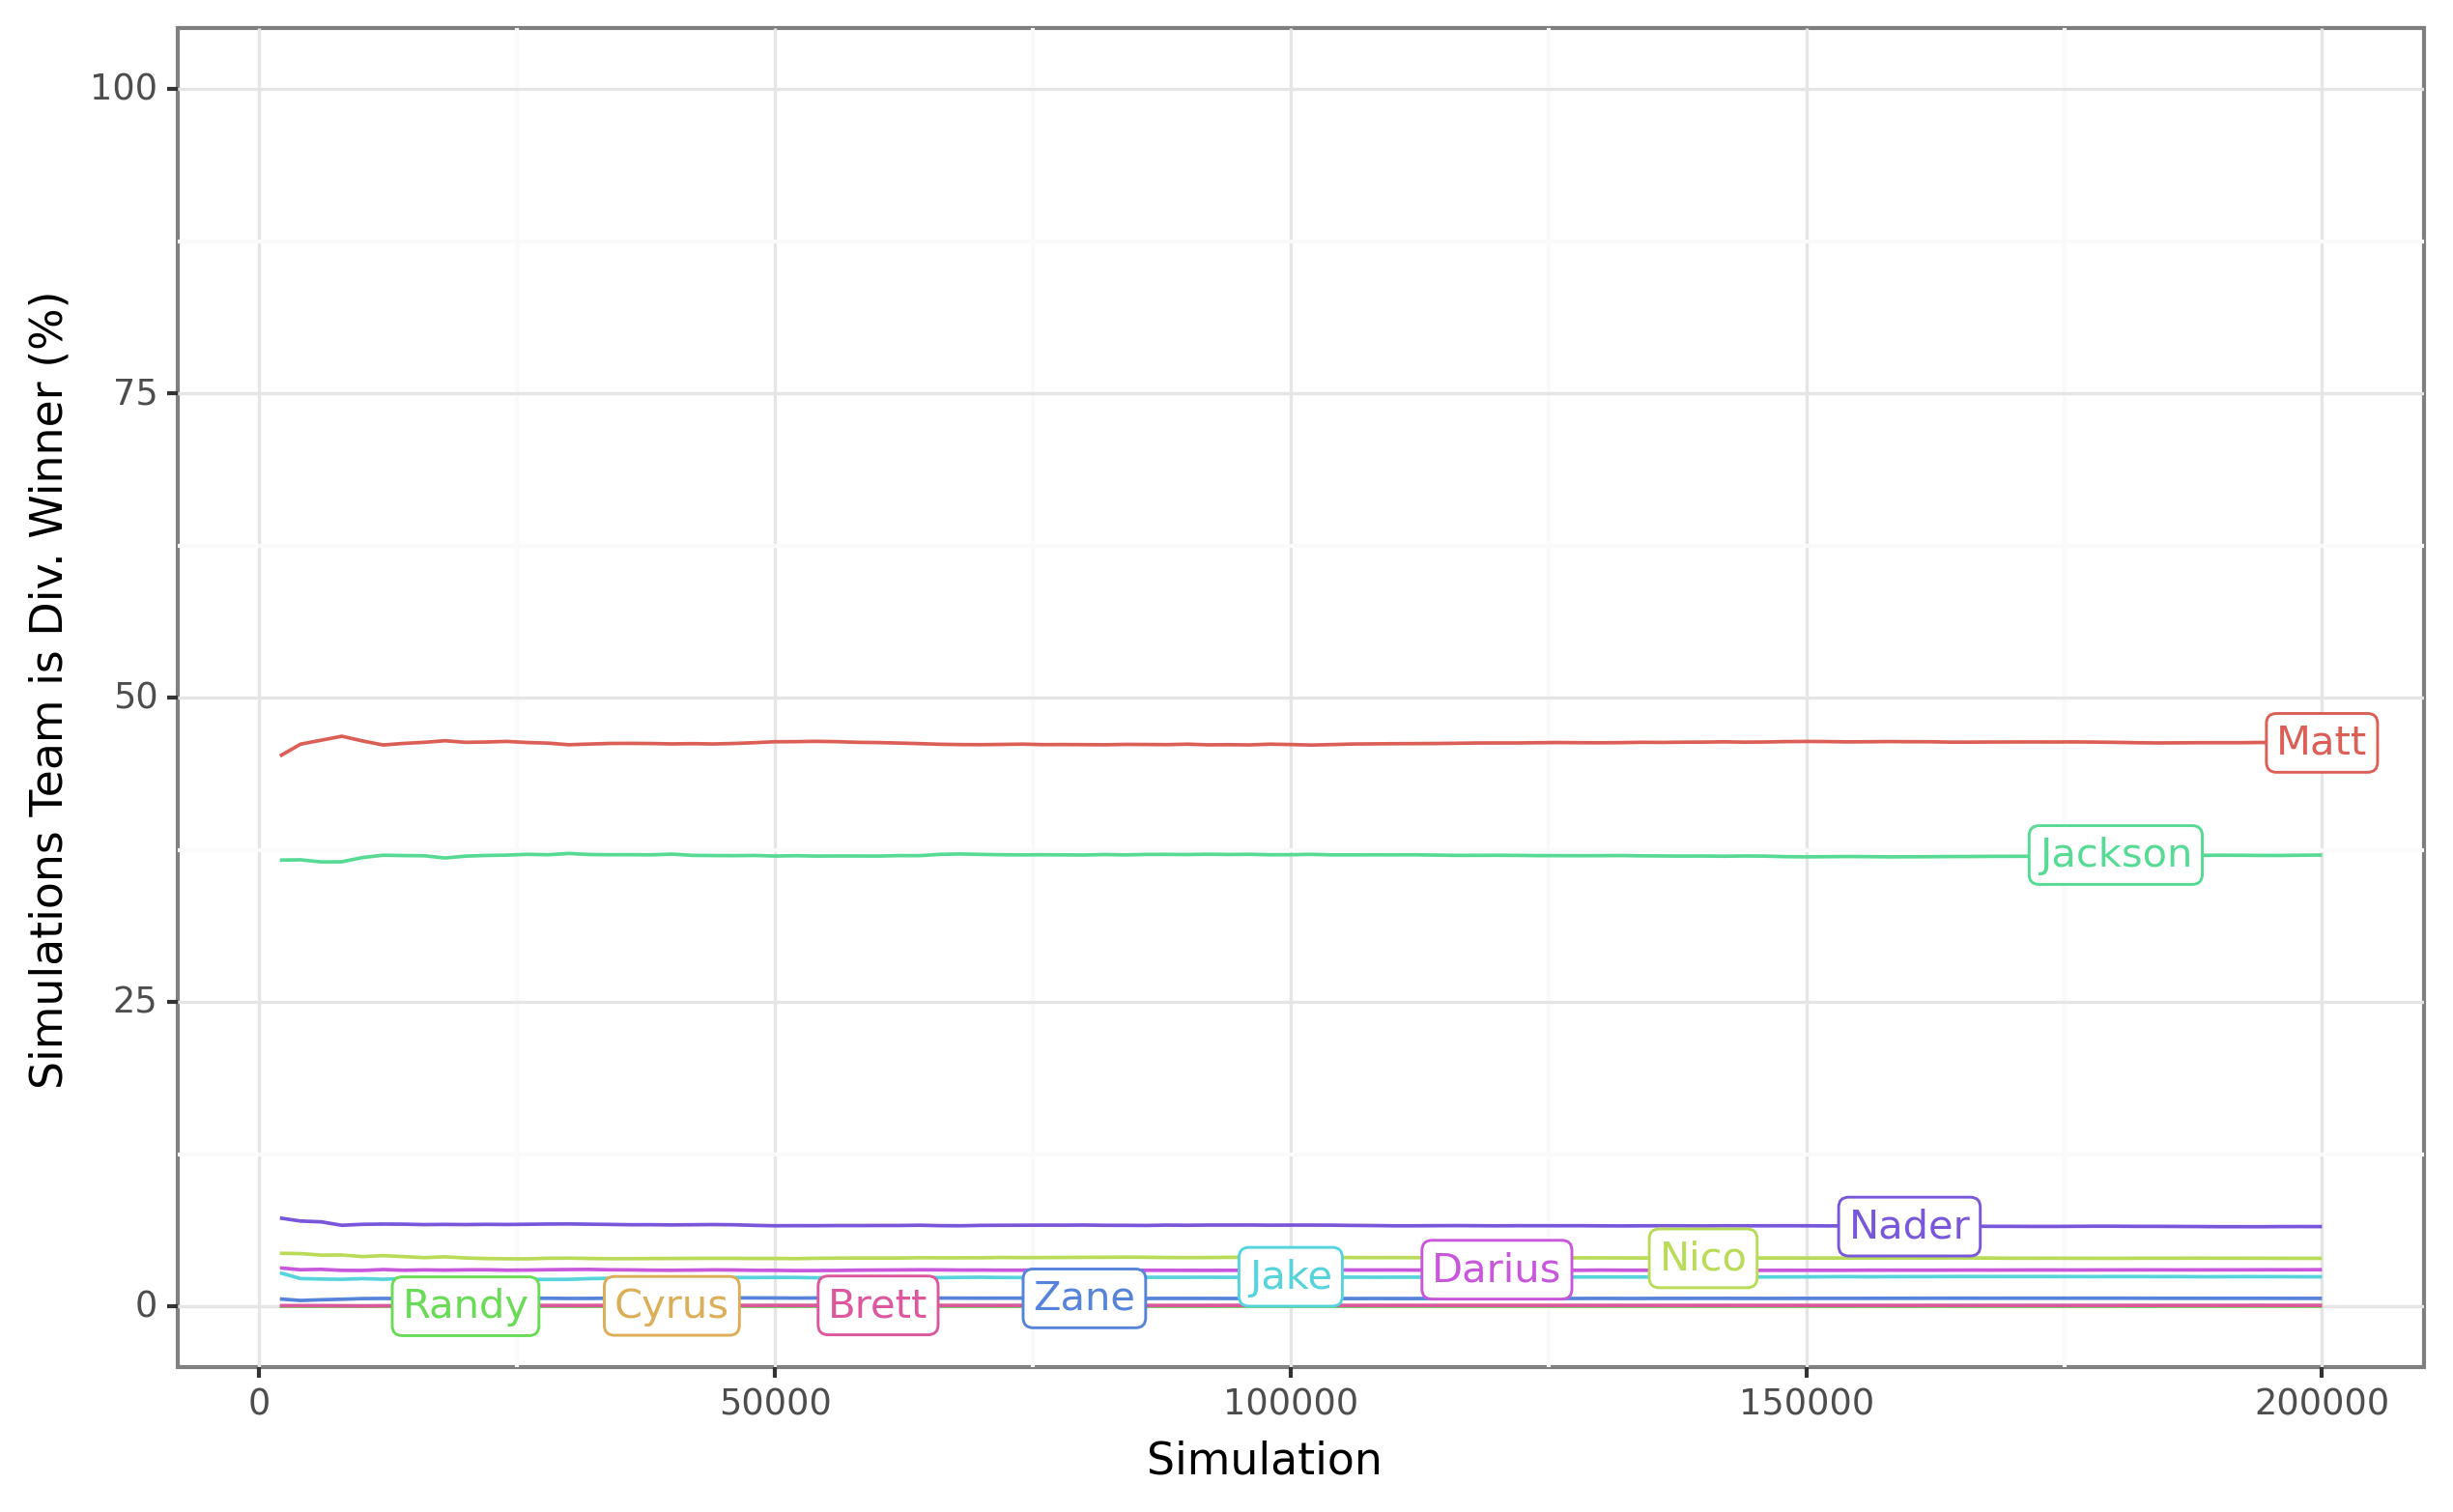 Simulations Team is Div. Winner (%)
100
75
50
25
0
Matt
Jackson
Nader
Nico
Darius
Jake
Zane
Brett
Cyrus
Randy
0
50000
100000
150000
200000
Simulation